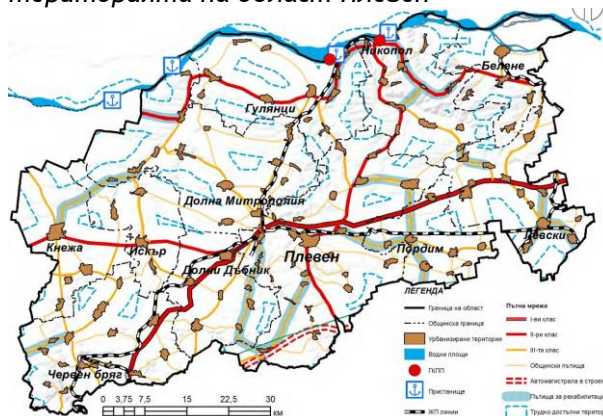 територията на област Плевен
Никопол
Белене
Гулянци
Долна Митрополия
Кнежа
Искър
Плевен
Левски
Пордим
Долни Дъбник
Червен бряг
ЛЕГЕНДА
Граница на област
Общинска граница
Урбанизирани територии
Водни площи
ГКПП
Пристанище
ЖП линии
Пътна мрежа
I-ви клас
II-ри клас
III-ти клас
Общински пътища
Автомагистрала в строеж
Пътища за рехабилитац
Трудно достъпни територи
0 3,75 7,5 15 22,5 30
КМ